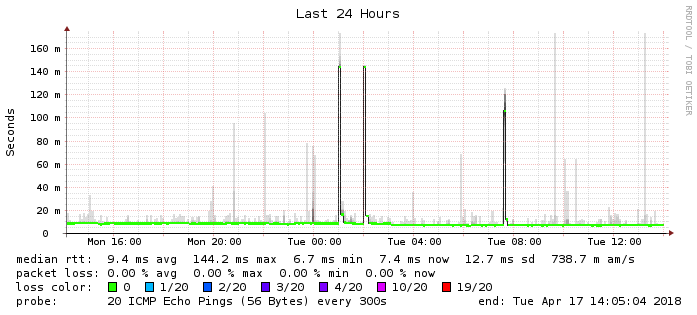 Last 24 Hours
RRDTOOL / TOBI OETIKER
Seconds
160 m
140 m
120 m
100 m
80 m
60 m
40 m
20 m
0
Mon 16:00 Mon 20:00 Tue 00:00 Tue 04:00 Tue 08:00 Tue 12:00
median rtt: 9.4 ms avg 144.2 ms max 6.7 ms min 7.4 ms now 12.7 ms sd 738.7 m am/s
packet loss: 0.00 % avg 0.00 % max 0.00 % min 0.00 % now
loss color: 0 1/20 2/20 3/20 4/20 10/20 19/20
probe: 20 ICMP Echo Pings (56 Bytes) every 300s end: Tue Apr 17 14:05:04 2018